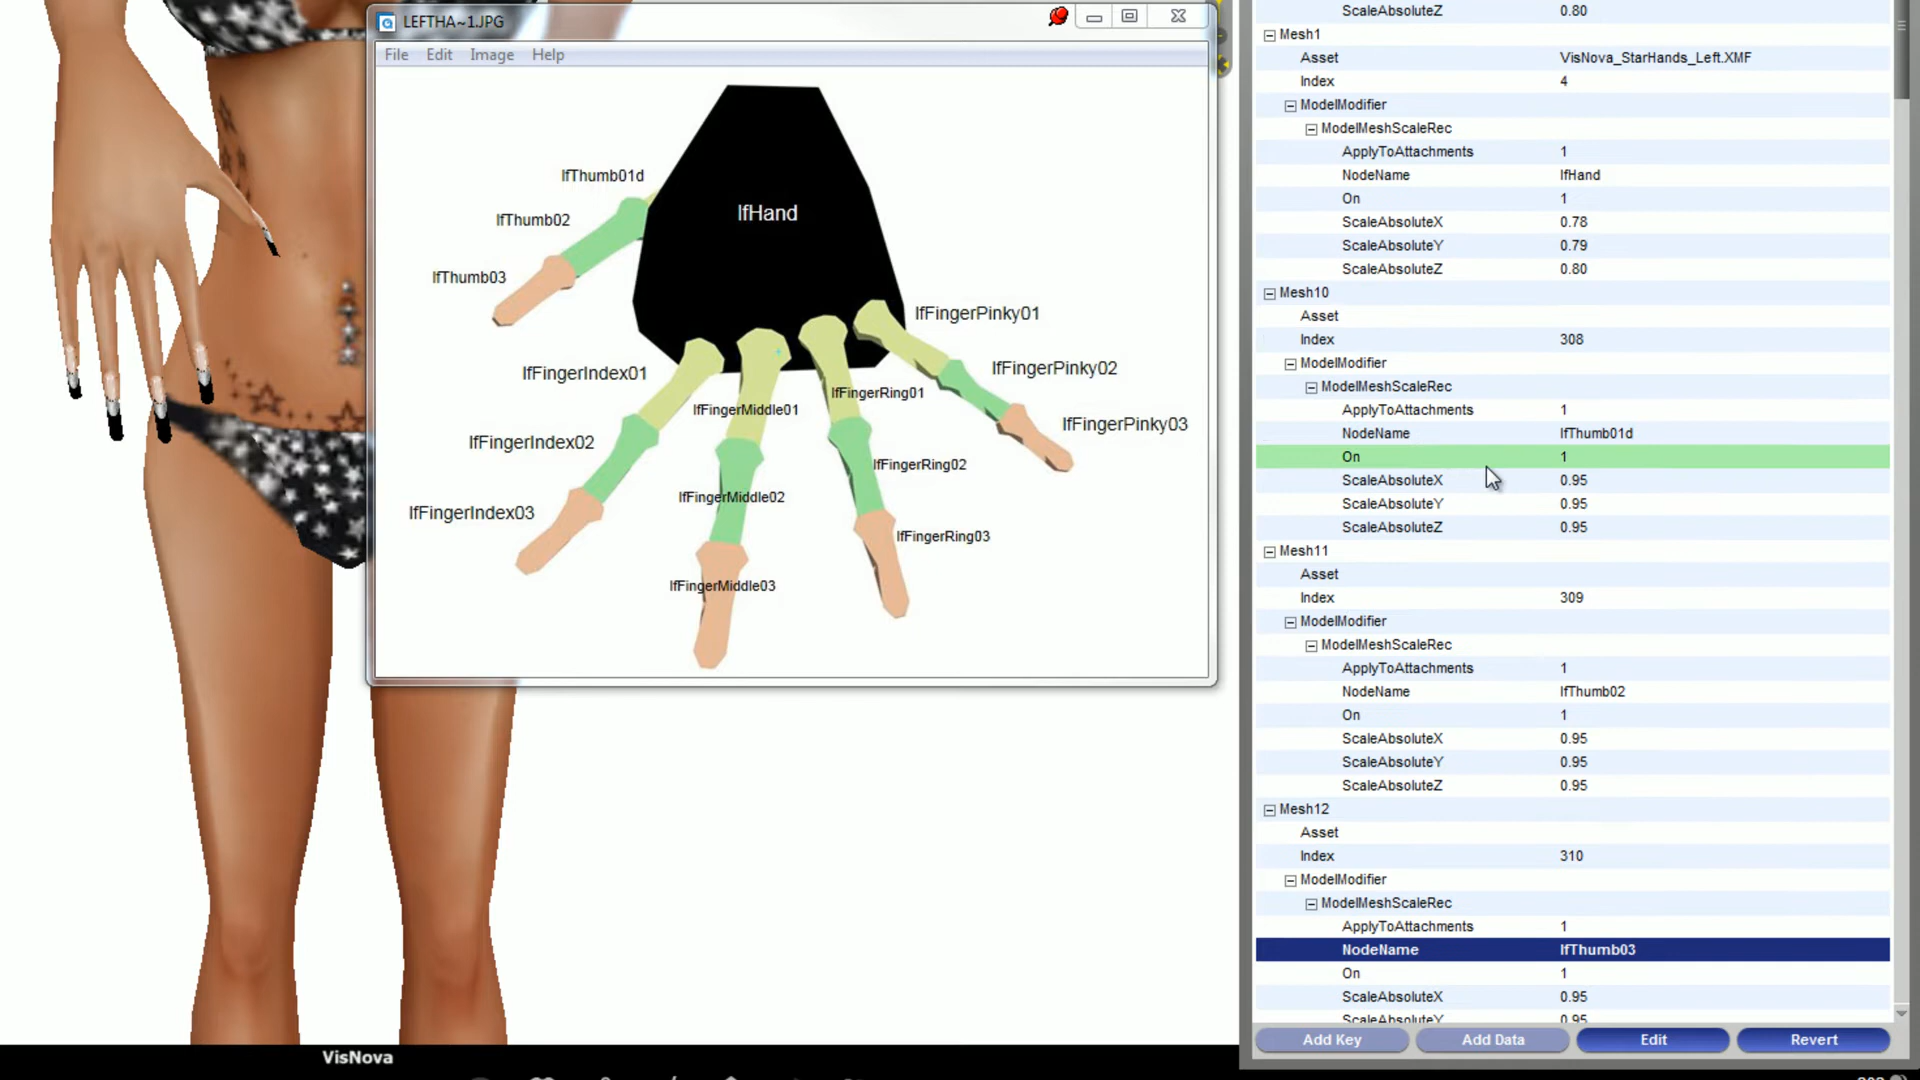 LEFTHA~1.JPG
File Edit Image Help
lfThumb01d
lfThumb02
lfThumb03
lfHand
lfFingerIndex01
lfFingerIndex02
lfFingerIndex03
lfFingerMiddle01
lfFingerMiddle02
lfFingerMiddle03
lfFingerRing01
lfFingerRing02
lfFingerRing03
lfFingerPinky01
lfFingerPinky02
lfFingerPinky03
VisNova
ScaleAbsoluteZ 0.80
Mesh1
Asset VisNova_StarHands_Left.XMF
Index 4
ModelModifier
ModelMeshScaleRec
ApplyToAttachments 1
NodeName lfHand
On 1
ScaleAbsoluteX 0.78
ScaleAbsoluteY 0.79
ScaleAbsoluteZ 0.80
Mesh10
Asset
Index 308
ModelModifier
ModelMeshScaleRec
ApplyToAttachments 1
NodeName lfThumb01d
On 1
ScaleAbsoluteX 0.95
ScaleAbsoluteY 0.95
ScaleAbsoluteZ 0.95
Mesh11
Asset
Index 309
ModelModifier
ModelMeshScaleRec
ApplyToAttachments 1
NodeName lfThumb02
On 1
ScaleAbsoluteX 0.95
ScaleAbsoluteY 0.95
ScaleAbsoluteZ 0.95
Mesh12
Asset
Index 310
ModelModifier
ModelMeshScaleRec
ApplyToAttachments 1
NodeName lfThumb03
On 1
ScaleAbsoluteX 0.95
ScaleAbsoluteY 0.95
Add Key Add Data Edit Revert